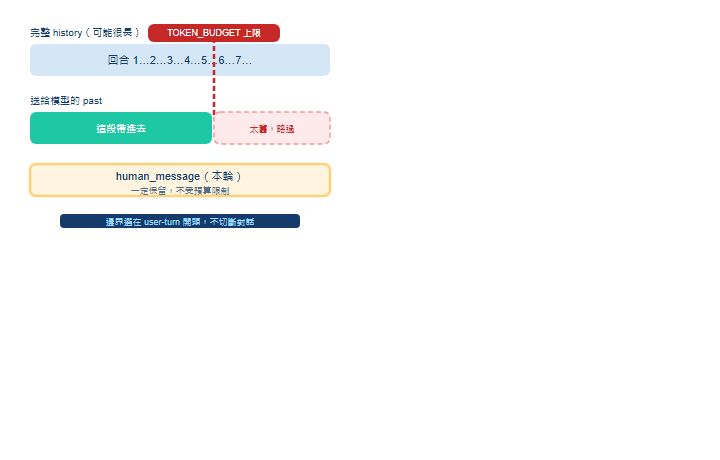 完整 history（可能很長）
TOKEN_BUDGET 上限
回合 1…2…3…4…5…6…7…
送給模型的 past
這段帶進去
太舊，略過
human_message（本輪）
一定保留，不受預算限制
邊界選在 user-turn 開頭，不切斷對話